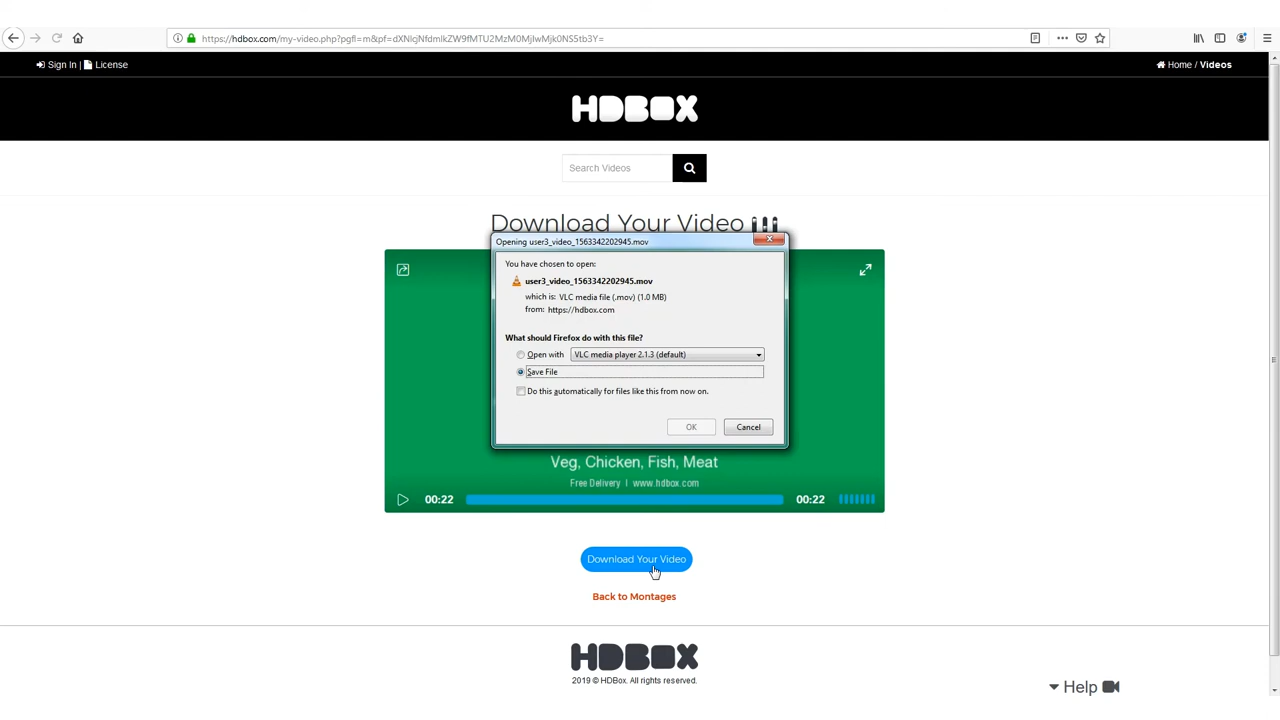 https://hdbox.com/my-video.php?pgfl=m&pf=dXNlcjNfdmlkZW9fMTU2MzM0MjIwMjk0NS5tb3Y=
Sign In | License
Home / Videos
HDBOX
Search Videos
Download Your Video
Opening user3_video_1563342202945.mov
You have chosen to open:
user3_video_1563342202945.mov
which is: VLC media file (.mov) (1.0 MB)
from: https://hdbox.com
What should Firefox do with this file?
Open with VLC media player 2.1.3 (default)
Save File
Do this automatically for files like this from now on.
OK Cancel
Veg, Chicken, Fish, Meat
Free Delivery | www.hdbox.com
00:22 00:22
Download Your Video
Back to Montages
HDBOX
2019 © HDBox. All rights reserved.
Help